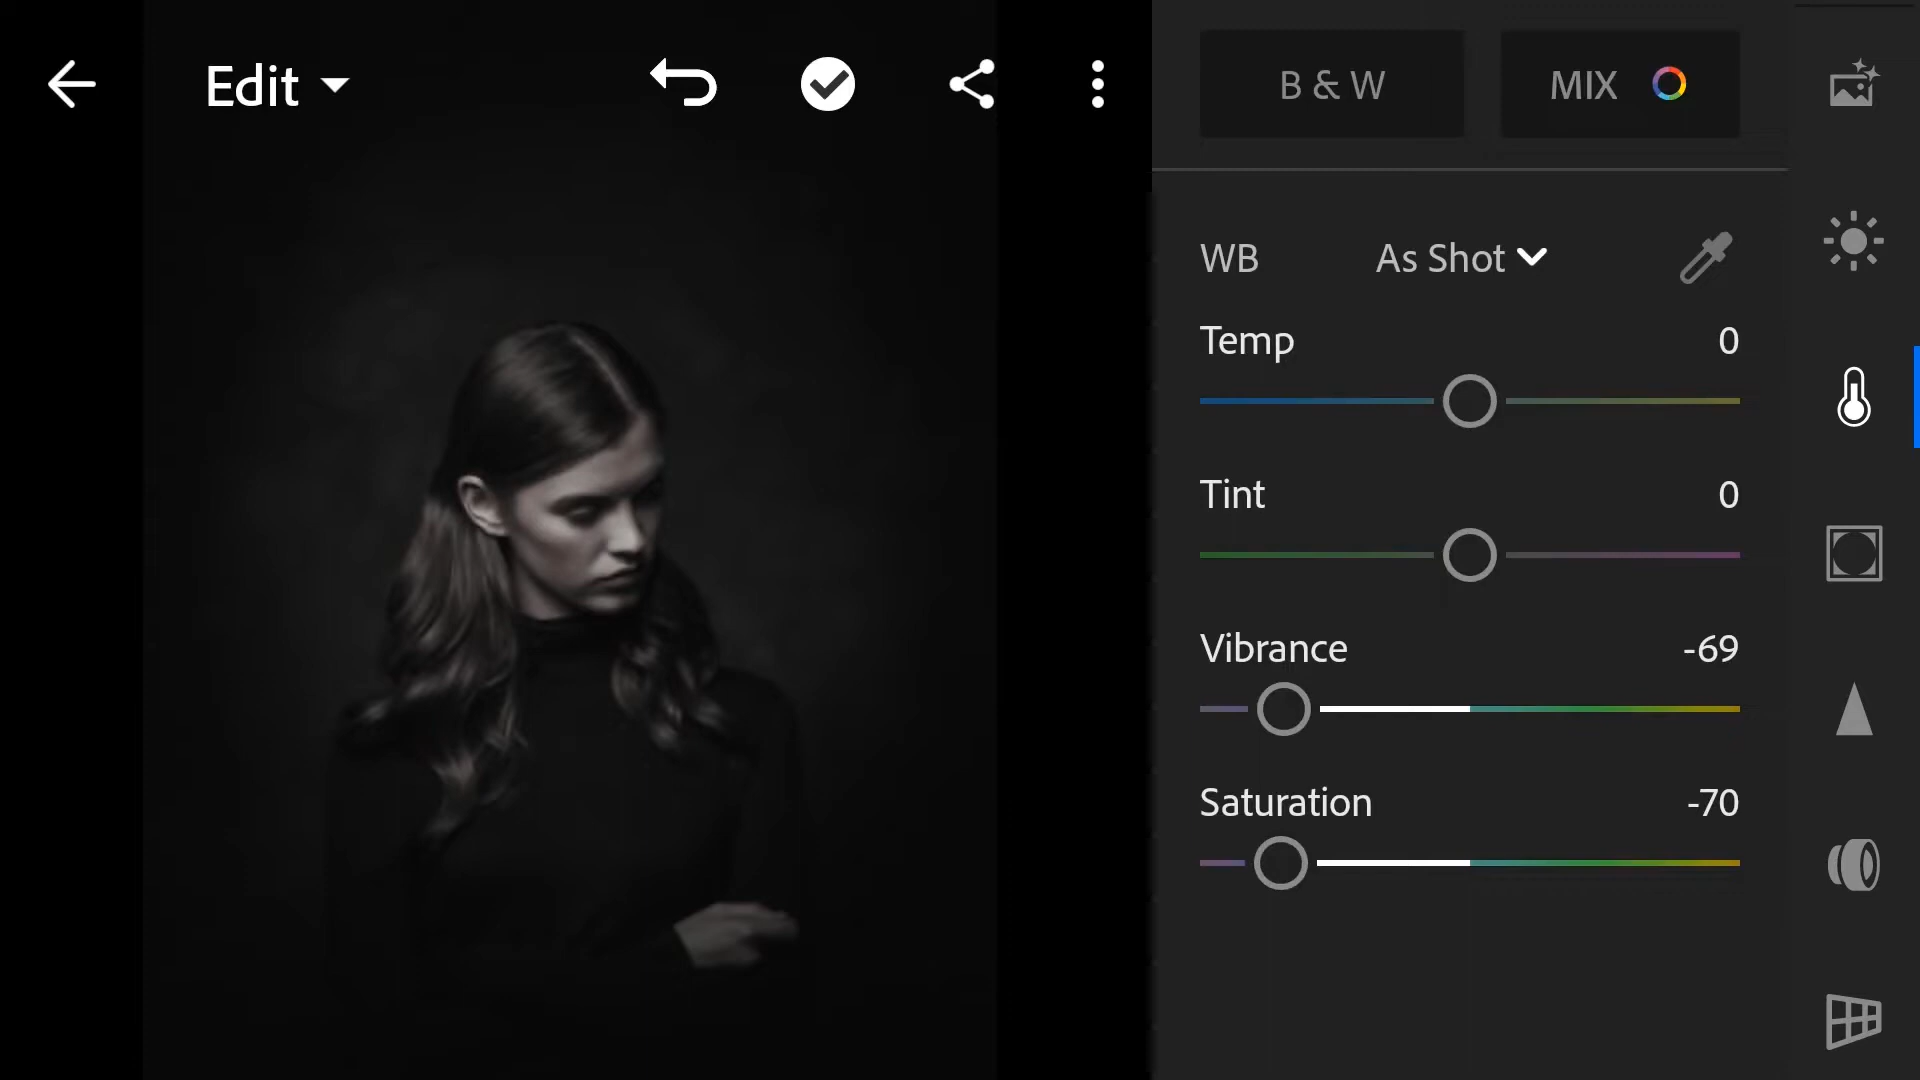 Edit
B & W
MIX
WB
As Shot
Temp
0
Tint
0
Vibrance
-69
Saturation
-70